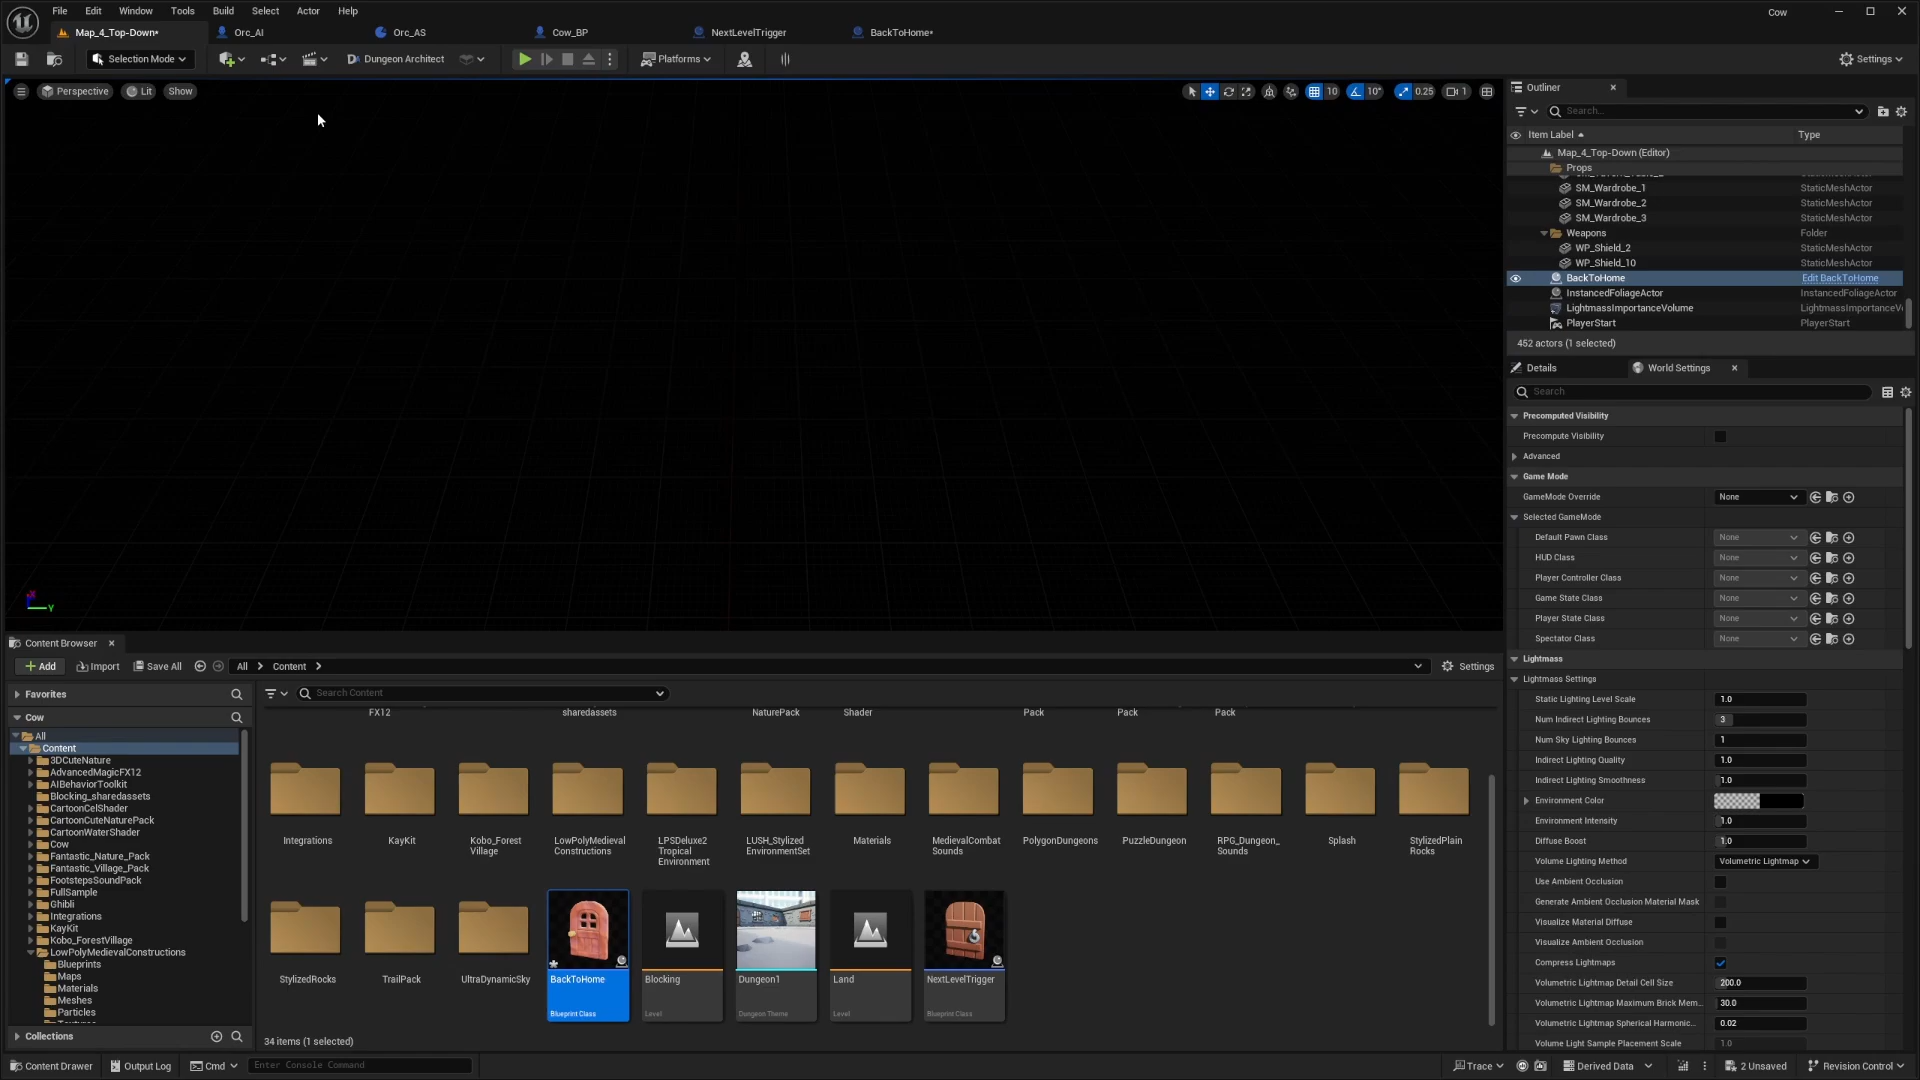 File Edit Window Tools Build Select Actor Help
Cow
Map_4_Top-Down*
Orc_AI
Orc_AS
Cow_BP
NextLevelTrigger
BackToHome*
Selection Mode
Dungeon Architect
Platforms
Settings
Perspective
Lit
Show
10
10°
0.25
1
Outliner
Search...
Item Label
Type
Map_4_Top-Down (Editor)
Props
SM_Wardrobe_1 StaticMeshActor
SM_Wardrobe_2 StaticMeshActor
SM_Wardrobe_3 StaticMeshActor
Weapons Folder
WP_Shield_2 StaticMeshActor
WP_Shield_10 StaticMeshActor
BackToHome Edit BackToHome
InstancedFoliageActor InstancedFoliageActor
LightmassImportanceVolume LightmassImportanceV
PlayerStart PlayerStart
452 actors (1 selected)
Details
World Settings
Search
Precomputed Visibility
Precompute Visibility
Advanced
Game Mode
GameMode Override None
Selected GameMode
Default Pawn Class None
HUD Class None
Player Controller Class None
Game State Class None
Player State Class None
Spectator Class None
Lightmass
Lightmass Settings
Static Lighting Level Scale 1.0
Num Indirect Lighting Bounces 3
Num Sky Lighting Bounces 1
Indirect Lighting Quality 1.0
Indirect Lighting Smoothness 1.0
Environment Color
Environment Intensity 1.0
Diffuse Boost 1.0
Volume Lighting Method Volumetric Lightmap
Use Ambient Occlusion
Generate Ambient Occlusion Material Mask
Visualize Material Diffuse
Visualize Ambient Occlusion
Compress Lightmaps
Volumetric Lightmap Detail Cell Size 200.0
Volumetric Lightmap Maximum Brick Mem... 30.0
Volumetric Lightmap Spherical Harmonic... 0.02
Volume Light Sample Placement Scale 1.0
X
Y
Content Browser
Add
Import
Save All
All
Content
Settings
Favorites
Cow
All
Content
3DCuteNature
AdvancedMagicFX12
AIBehaviorToolkit
Blocking_sharedassets
CartoonCelShader
CartoonCuteNaturePack
CartoonWaterShader
Cow
Fantastic_Nature_Pack
Fantastic_Village_Pack
FootstepsSoundPack
FullSample
Ghibli
Integrations
KayKit
Kobo_ForestVillage
LowPolyMedievalConstructions
Blueprints
Maps
Materials
Meshes
Particles
Collections
Search Content
FX12
sharedassets
NaturePack
Shader
Pack
Pack
Pack
Integrations
KayKit
Kobo_Forest
Village
LowPolyMedieval
Constructions
LPSDeluxe2
Tropical
Environment
LUSH_Stylized
EnvironmentSet
Materials
MedievalCombat
Sounds
PolygonDungeons
PuzzleDungeon
RPG_Dungeon_
Sounds
Splash
StylizedPlain
Rocks
StylizedRocks
TrailPack
UltraDynamicSky
BackToHome
Blueprint Class
Blocking
Level
Dungeon1
Dungeon Theme
Land
Level
NextLevelTrigger
Blueprint Class
34 items (1 selected)
Content Drawer
Output Log
Cmd
Enter Console Command
Trace
Derived Data
2 Unsaved
Revision Control